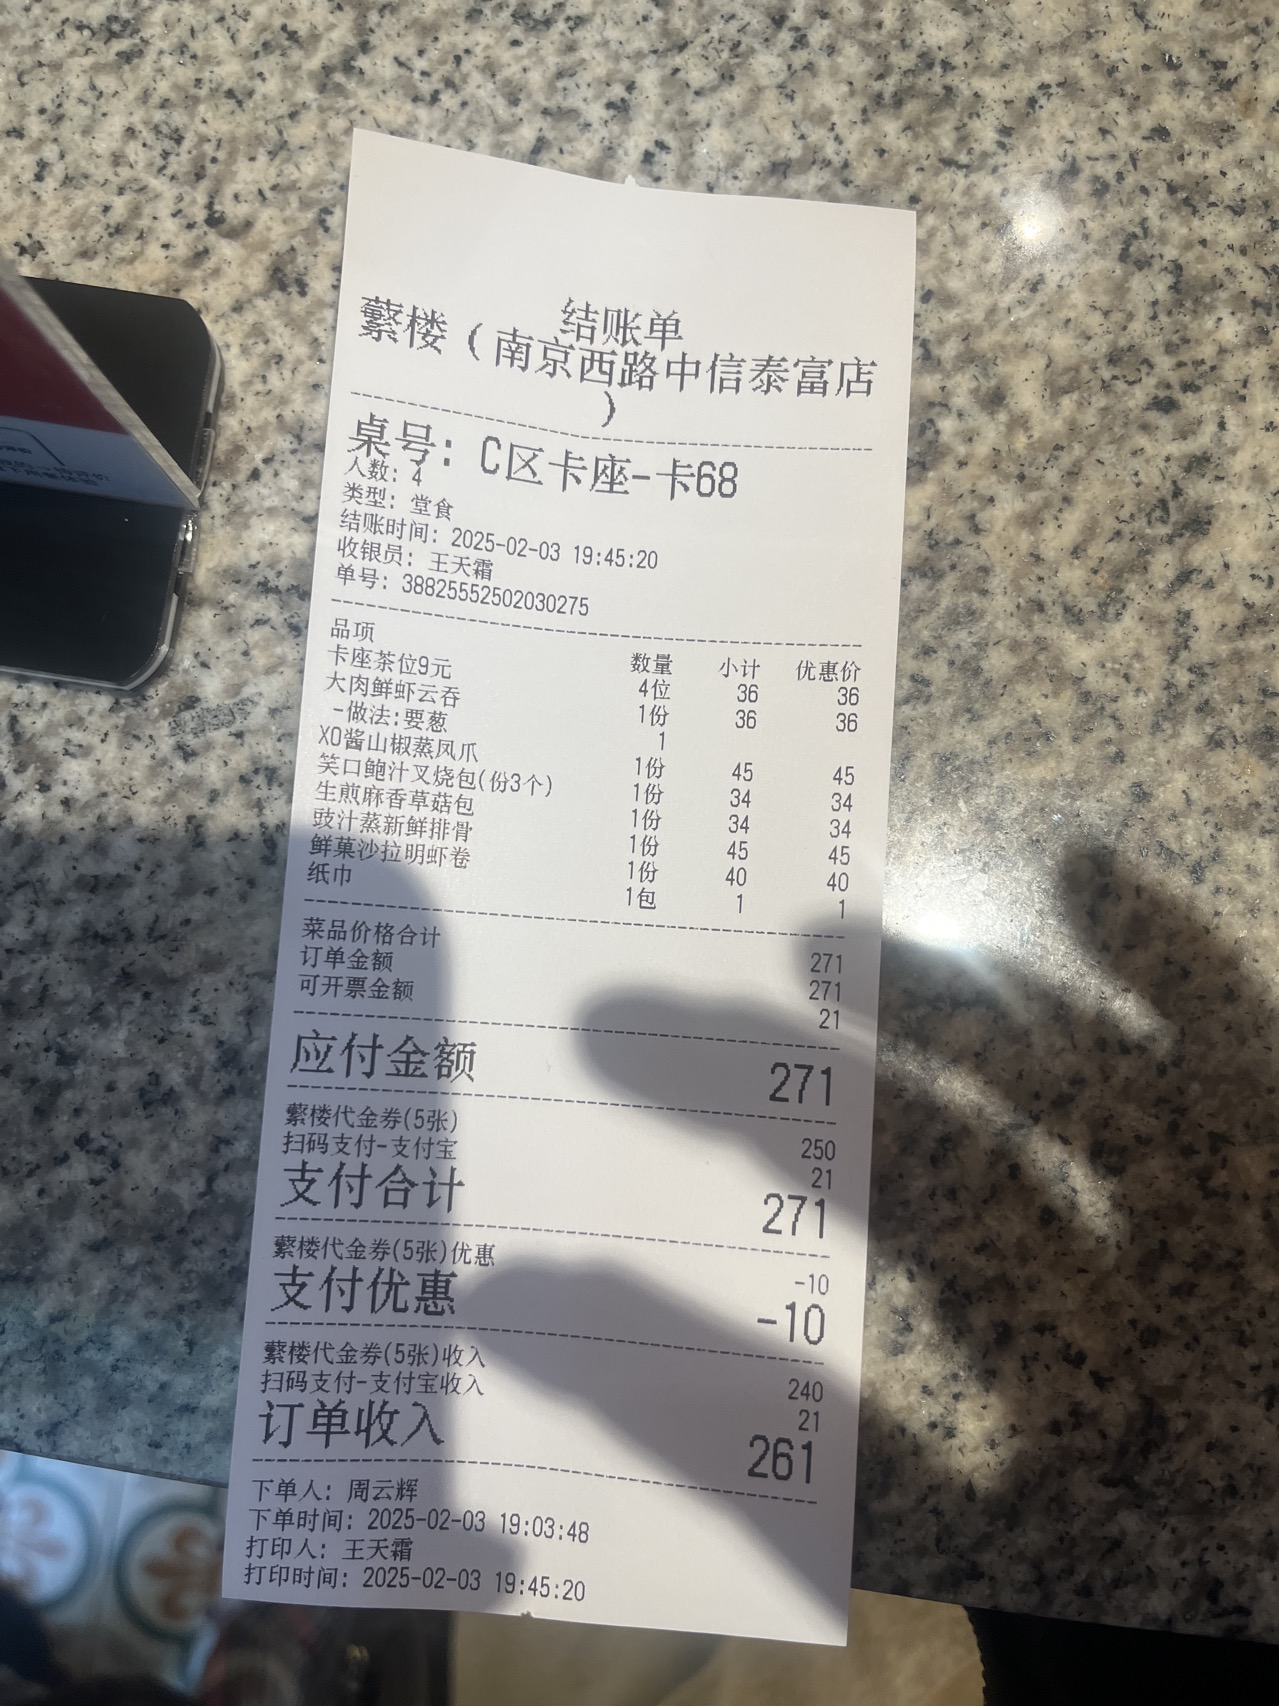 结账单
蘩楼（南京西路中信泰富店
）
桌号: C区卡座-卡68
人数: 4
类型: 堂食
结账时间: 2025-02-03 19:45:20
收银员: 王天霜
单号: 38825552502030275
品项 数量 小计 优惠价
卡座茶位9元 4位 36 36
大肉鲜虾云吞 1份 36 36
-做法:要葱 1
XO酱山椒蒸凤爪 1份 45 45
笑口鲍汁叉烧包(份3个) 1份 34 34
生煎麻香草菇包 1份 34 34
豉汁蒸新鲜排骨 1份 45 45
鲜菓沙拉明虾卷 1份 40 40
纸巾 1包 1 1
菜品价格合计 271
订单金额 271
可开票金额 21
应付金额 271
蘩楼代金券(5张) 250
扫码支付-支付宝 21
支付合计 271
蘩楼代金券(5张)优惠 -10
支付优惠 -10
蘩楼代金券(5张)收入 240
扫码支付-支付宝收入 21
订单收入 261
下单人: 周云辉
下单时间: 2025-02-03 19:03:48
打印人: 王天霜
打印时间: 2025-02-03 19:45:20